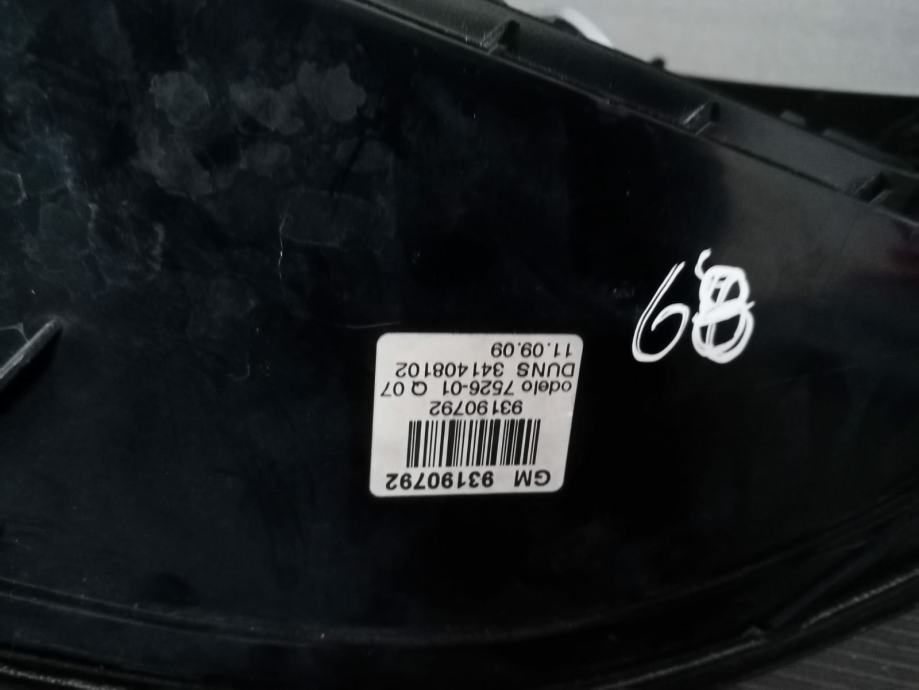 GM 93190792
93190792
odelo 7526-01 Q.07
DUNS 341408102
11.09.09
68